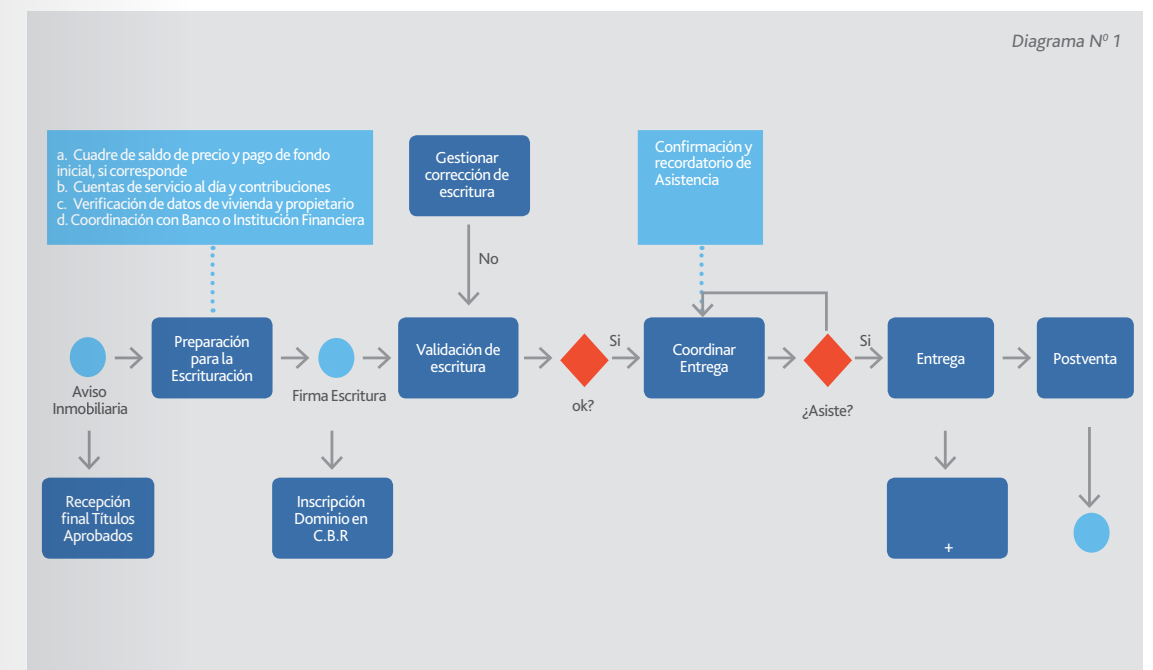 Diagrama Nº 1
a. Cuadre de saldo de precio y pago de fondo
inicial, si corresponde
b. Cuentas de servicio al día y contribuciones
c. Verificación de datos de vivienda y propietario
d. Coordinación con Banco o Institución Financiera
Gestionar
corrección de
escritura
Confirmación y
recordatorio de
Asistencia
No
Preparación
para la
Escrituración
Validación de
escritura
Si
Coordinar
Entrega
Si
Entrega
Postventa
Aviso
Inmobiliaria
Firma Escritura
ok?
¿Asiste?
Recepción
final Títulos
Aprobados
Inscripción
Dominio en
C.B.R
+